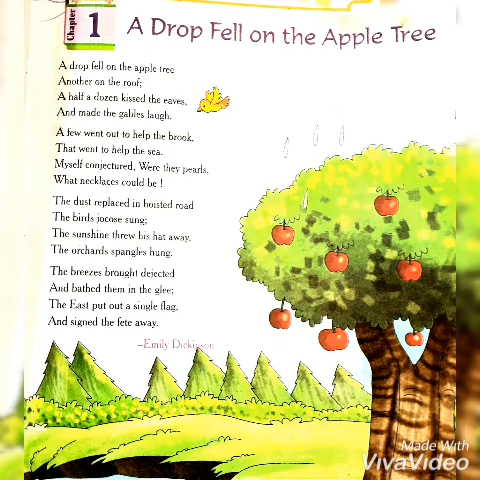 Chapter
1
A Drop Fell on the Apple Tree
A drop fell on the apple tree
Another on the roof;
A half a dozen kissed the eaves,
And made the gables laugh.
A few went out to help the brook,
That went to help the sea.
Myself conjectured, Were they pearls,
What necklaces could be !
The dust replaced in hoisted road
The birds jocose sung;
The sunshine threw his hat away,
The orchards spangles hung.
The breezes brought dejected
And bathed them in the glee;
The East put out a single flag,
And signed the fete away.
–Emily Dickinson
Made With
VivaVideo